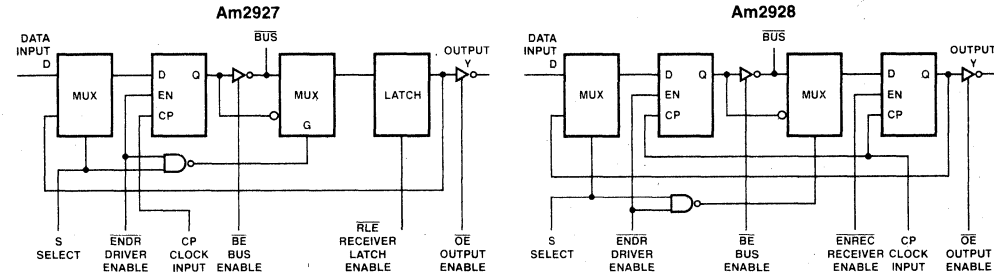 Am2927
DATA
INPUT
D
BUS
OUTPUT
Y
MUX
D Q
EN
CP
MUX
G
LATCH
S
SELECT
ENDR
DRIVER
ENABLE
CP
CLOCK
INPUT
BE
BUS
ENABLE
RLE
RECEIVER
LATCH
ENABLE
OE
OUTPUT
ENABLE
Am2928
DATA
INPUT
D
BUS
OUTPUT
Y
MUX
D Q
EN
CP
MUX
D Q
EN
CP
S
SELECT
ENDR
DRIVER
ENABLE
BE
BUS
ENABLE
ENREC
RECEIVER
ENABLE
CP
CLOCK
INPUT
OE
OUTPUT
ENABLE